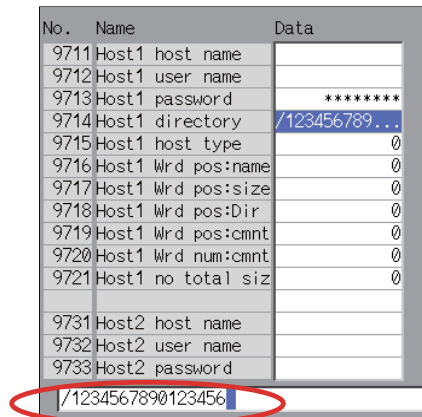 No. Name Data
9711 Host1 host name
9712 Host1 user name
9713 Host1 password ********
9714 Host1 directory /123456789...
9715 Host1 host type 0
9716 Host1 Wrd pos:name 0
9717 Host1 Wrd pos:size 0
9718 Host1 Wrd pos:Dir 0
9719 Host1 Wrd pos:cmnt 0
9720 Host1 Wrd num:cmnt 0
9721 Host1 no total siz 0
9731 Host2 host name
9732 Host2 user name
9733 Host2 password
/1234567890123456